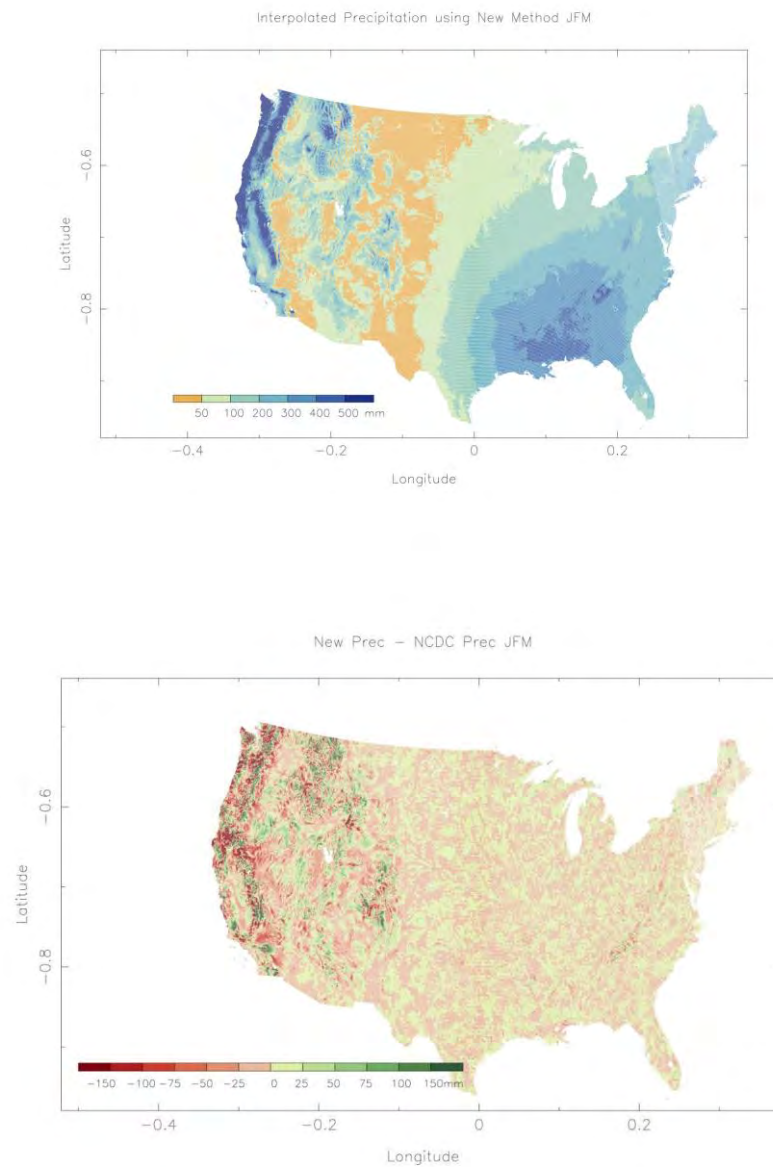 Interpolated Precipitation using New Method JFM
Latitude
−0.6
−0.8
50 100 200 300 400 500 mm
−0.4 −0.2 0 0.2
Longitude
New Prec − NCDC Prec JFM
Latitude
−0.6
−0.8
−150 −100 −75 −50 −25 0 25 50 75 100 150mm
−0.4 −0.2 0 0.2
Longitude